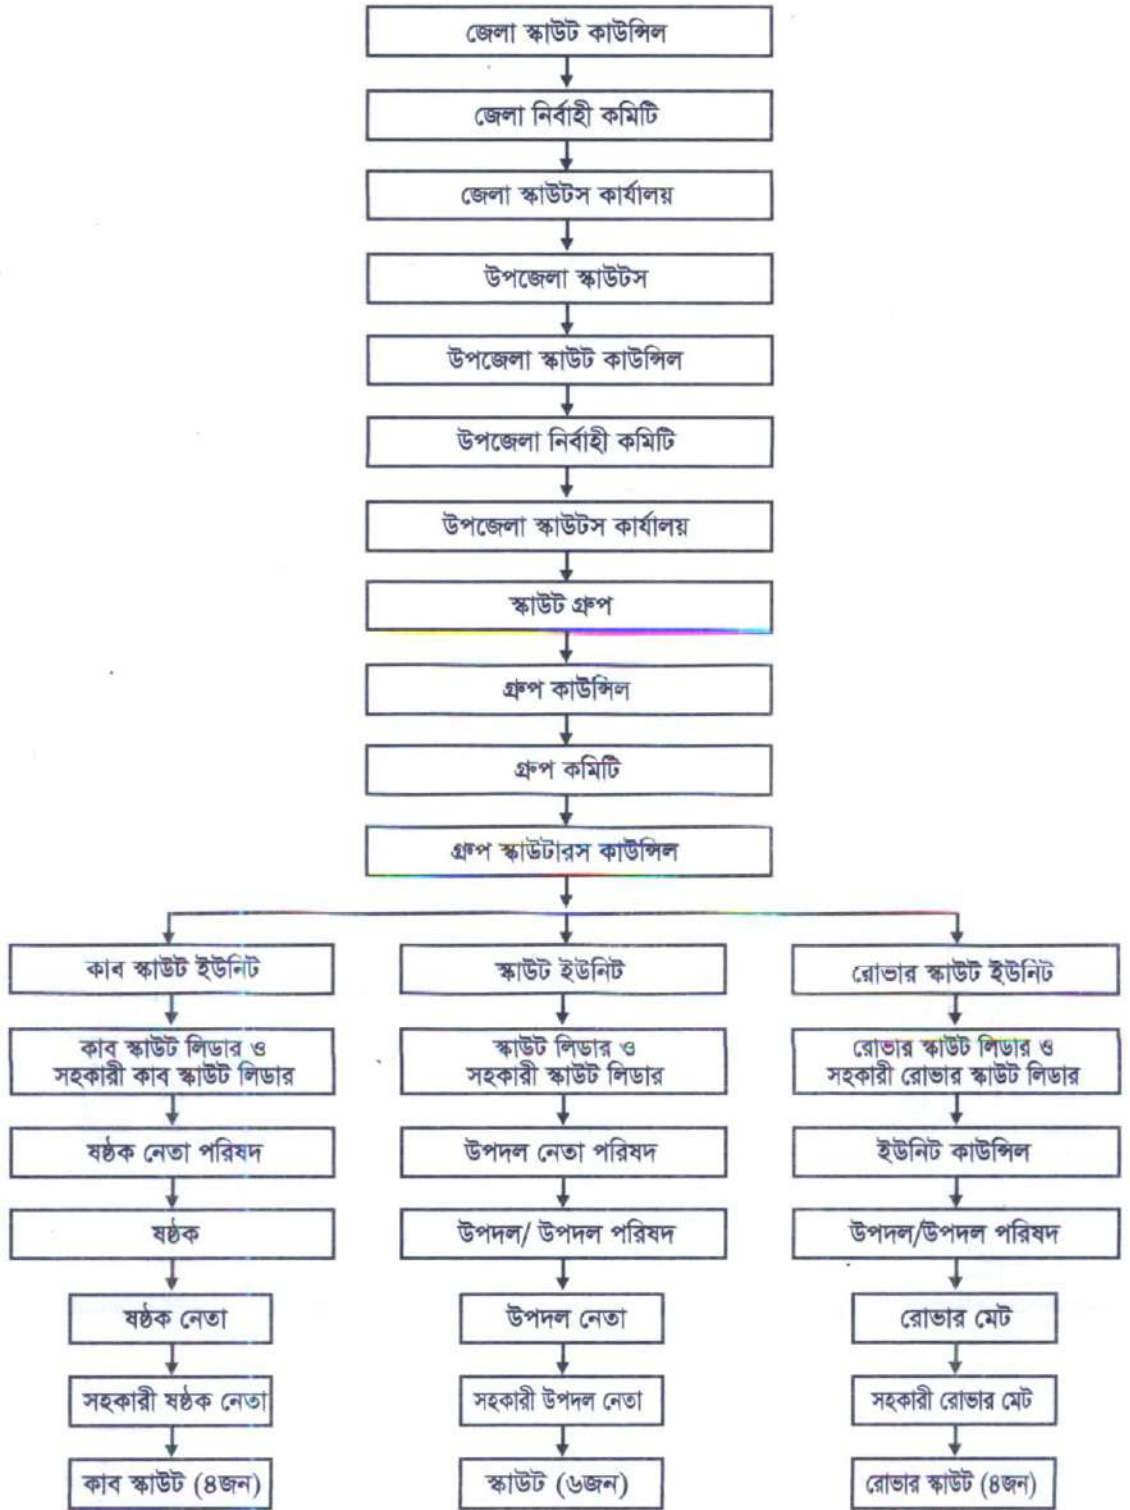 জেলা স্কাউট কাউন্সিল
জেলা নির্বাহী কমিটি
জেলা স্কাউটস কার্যালয়
উপজেলা স্কাউটস
উপজেলা স্কাউট কাউন্সিল
উপজেলা নির্বাহী কমিটি
উপজেলা স্কাউটস কার্যালয়
স্কাউট গ্রুপ
গ্রুপ কাউন্সিল
গ্রুপ কমিটি
গ্রুপ স্কাউটারস কাউন্সিল
কাব স্কাউট ইউনিট
কাব স্কাউট লিডার ও
সহকারী কাব স্কাউট লিডার
ষষ্ঠক নেতা পরিষদ
ষষ্ঠক
ষষ্ঠক নেতা
সহকারী ষষ্ঠক নেতা
কাব স্কাউট (৪জন)
স্কাউট ইউনিট
স্কাউট লিডার ও
সহকারী স্কাউট লিডার
উপদল নেতা পরিষদ
উপদল/ উপদল পরিষদ
উপদল নেতা
সহকারী উপদল নেতা
স্কাউট (৬জন)
রোভার স্কাউট ইউনিট
রোভার স্কাউট লিডার ও
সহকারী রোভার স্কাউট লিডার
ইউনিট কাউন্সিল
উপদল/উপদল পরিষদ
রোভার মেট
সহকারী রোভার মেট
রোভার স্কাউট (৪জন)